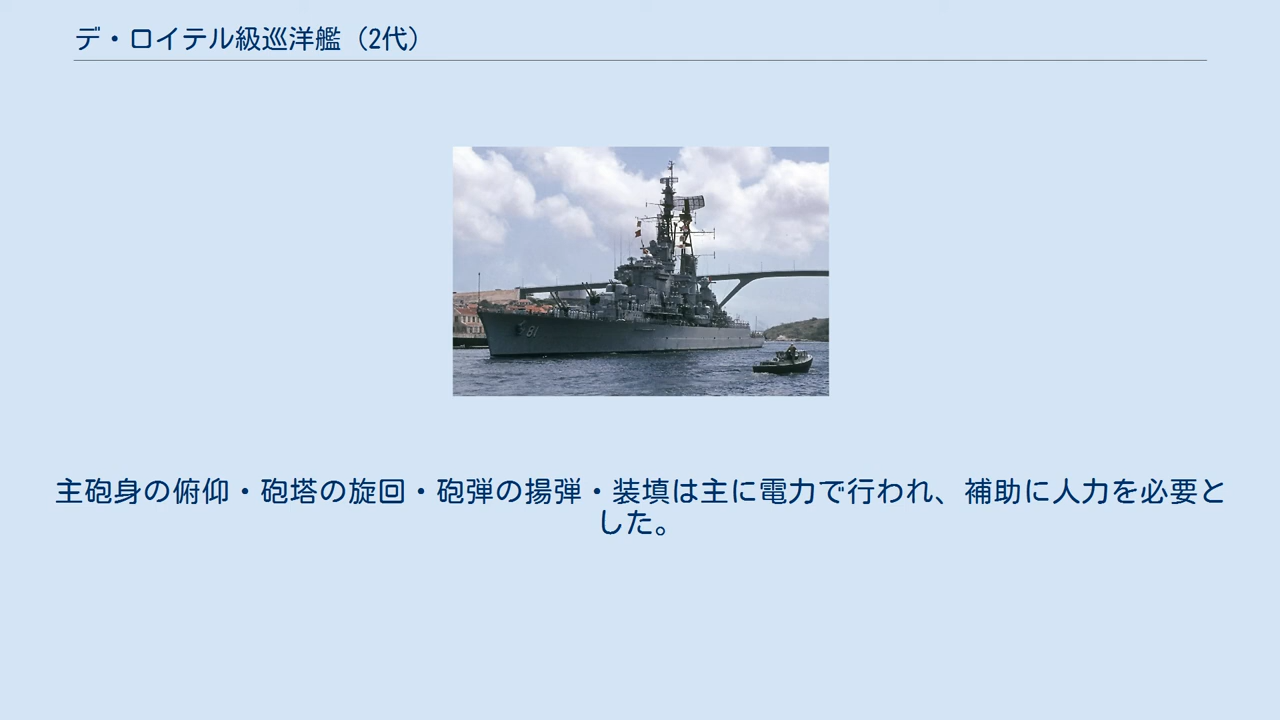 デ・ロイテル級巡洋艦（2代）
81
主砲身の俯仰・砲塔の旋回・砲弾の揚弾・装填は主に電力で行われ、補助に人力を必要と
した。